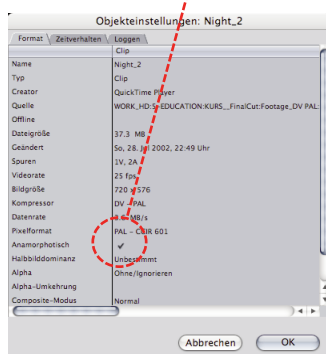 Objekteinstellungen: Night_2
Format Zeitverhalten Loggen
Clip
Name Night_2
Typ Clip
Creator QuickTime Player
Quelle WORK_HD:S-EDUCATION:KURS__FinalCut:Footage_DV PAL:
Offline
Dateigröße 37.3 MB
Geändert So, 28. Jul 2002, 22:49 Uhr
Spuren 1V, 2A
Videorate 25 fps
Bildgröße 720 x 576
Kompressor DV - PAL
Datenrate 3.6 MB/s
Pixelformat PAL - CCIR 601
Anamorphotisch ✓
Halbbilddominanz Unbestimmt
Alpha Ohne/Ignorieren
Alpha-Umkehrung
Composite-Modus Normal
Abbrechen OK